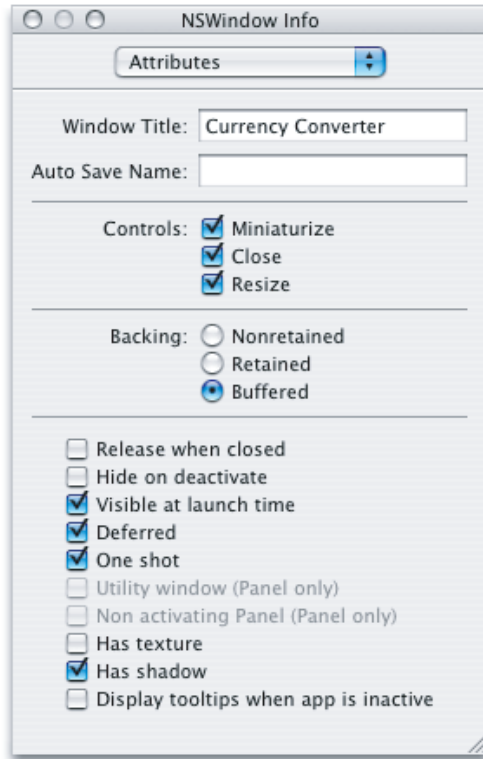 NSWindow Info
Attributes
Window Title: Currency Converter
Auto Save Name:
Controls: Miniaturize
Close
Resize
Backing: Nonretained
Retained
Buffered
Release when closed
Hide on deactivate
Visible at launch time
Deferred
One shot
Utility window (Panel only)
Non activating Panel (Panel only)
Has texture
Has shadow
Display tooltips when app is inactive